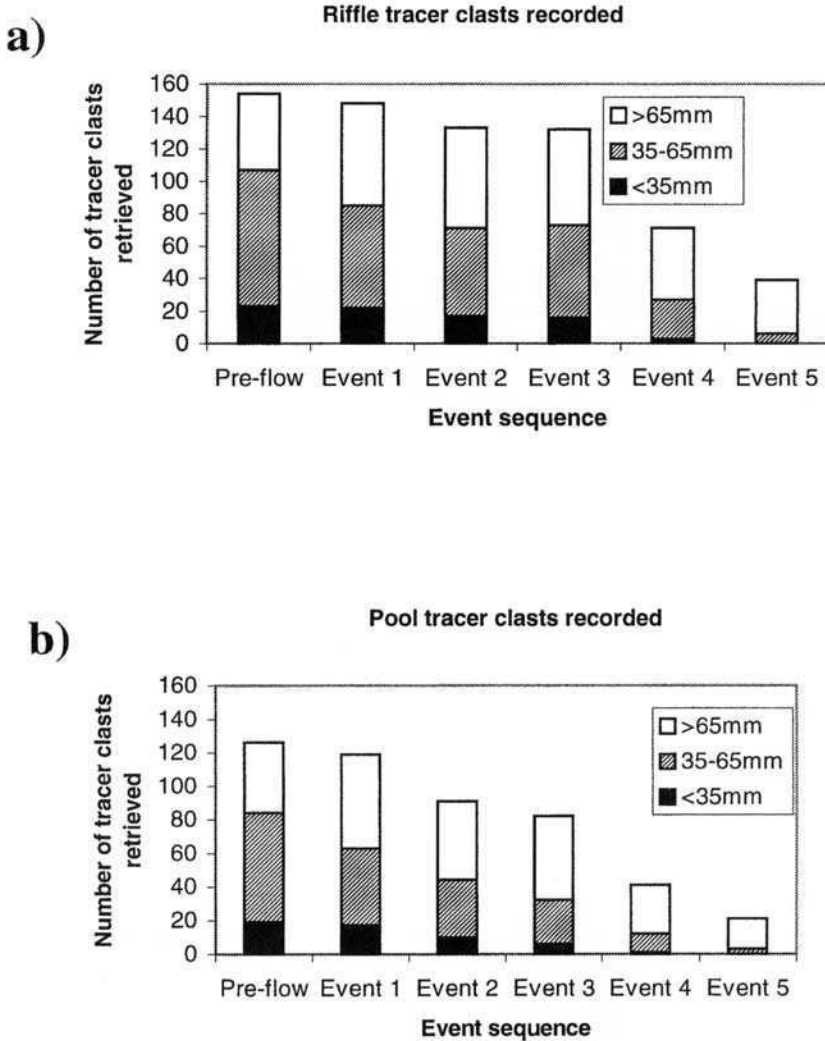 a)
Riffle tracer clasts recorded
Number of tracer clasts
retrieved
160
140
120
100
80
60
40
20
0
>65mm
35-65mm
<35mm
Pre-flow Event 1 Event 2 Event 3 Event 4 Event 5
Event sequence
b)
Pool tracer clasts recorded
Number of tracer clasts
retrieved
160
140
120
100
80
60
40
20
0
>65mm
35-65mm
<35mm
Pre-flow Event 1 Event 2 Event 3 Event 4 Event 5
Event sequence